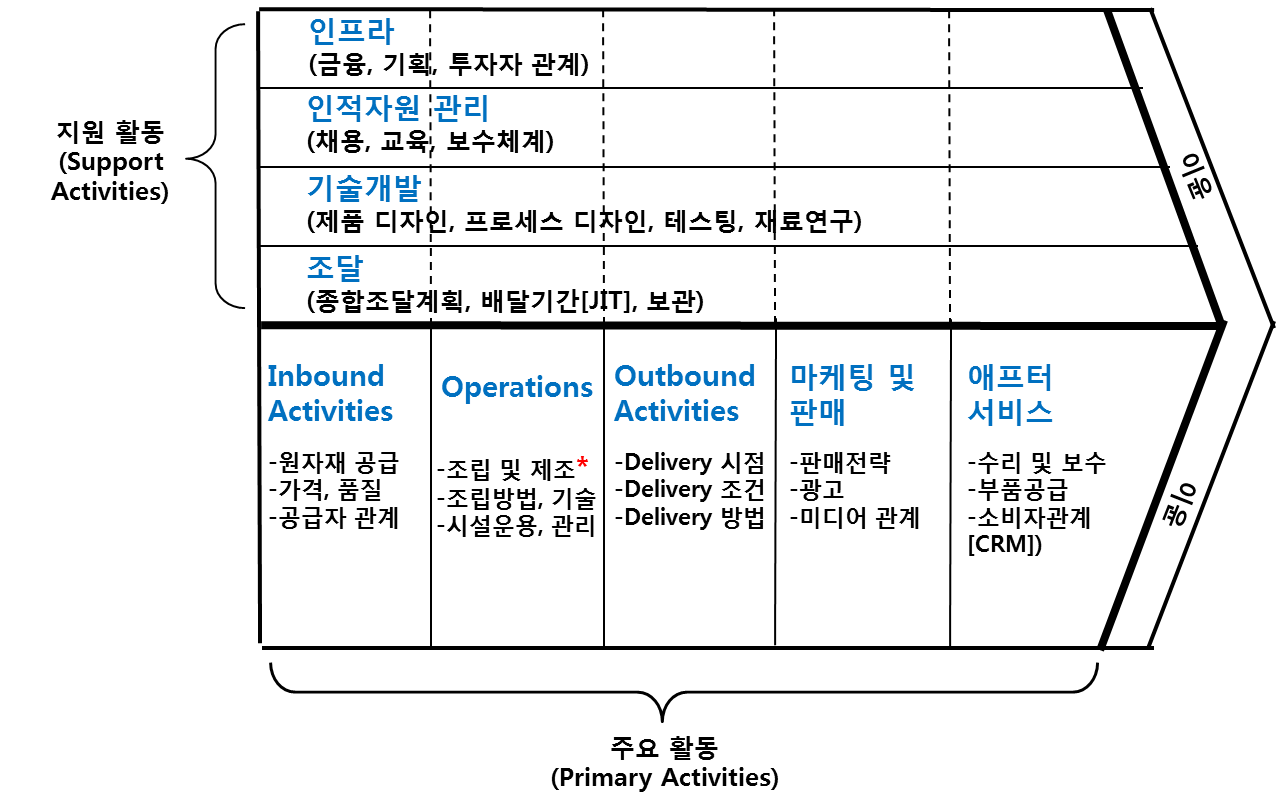 인프라
(금융, 기획, 투자자 관계)
인적자원 관리
(채용, 교육, 보수체계)
지원 활동
(Support
Activities)
기술개발
(제품 디자인, 프로세스 디자인, 테스팅, 재료연구)
조달
(종합조달계획, 배달기간[JIT], 보관)
이윤
Inbound
Activities
-원자재 공급
-가격, 품질
-공급자 관계
Operations
-조립 및 제조*
-조립방법, 기술
-시설운용, 관리
Outbound
Activities
-Delivery 시점
-Delivery 조건
-Delivery 방법
마케팅 및
판매
-판매전략
-광고
-미디어 관계
애프터
서비스
-수리 및 보수
-부품공급
-소비자관계
[CRM])
이윤
주요 활동
(Primary Activities)